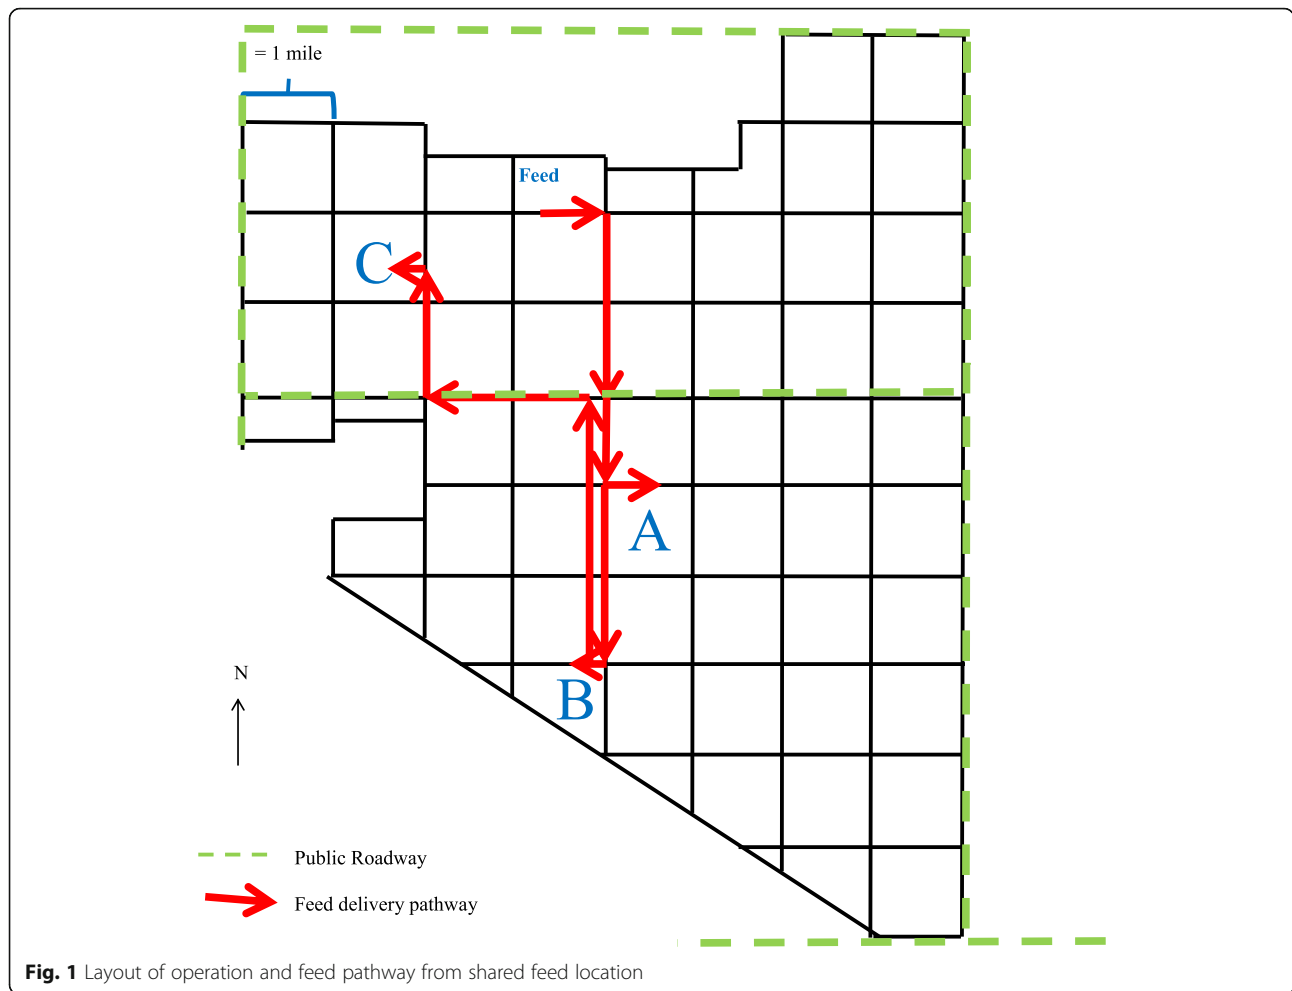 = 1 mile
Feed
C
A
B
N
Public Roadway
Feed delivery pathway
Fig. 1 Layout of operation and feed pathway from shared feed location